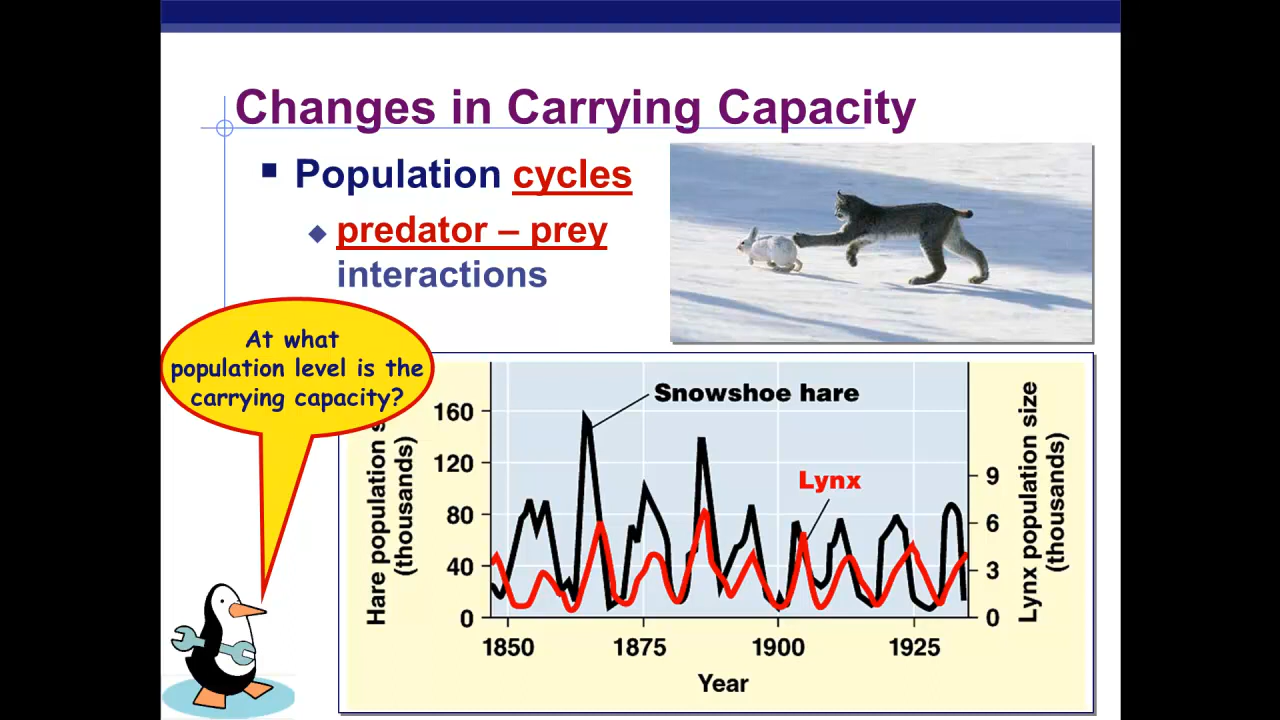 Changes in Carrying Capacity
Population cycles
predator – prey
interactions
At what
population level is the
carrying capacity?
Hare population s
(thousands)
160
120
80
40
0
Snowshoe hare
Lynx
9
6
3
0
Lynx population size
(thousands)
1850
1875
1900
1925
Year